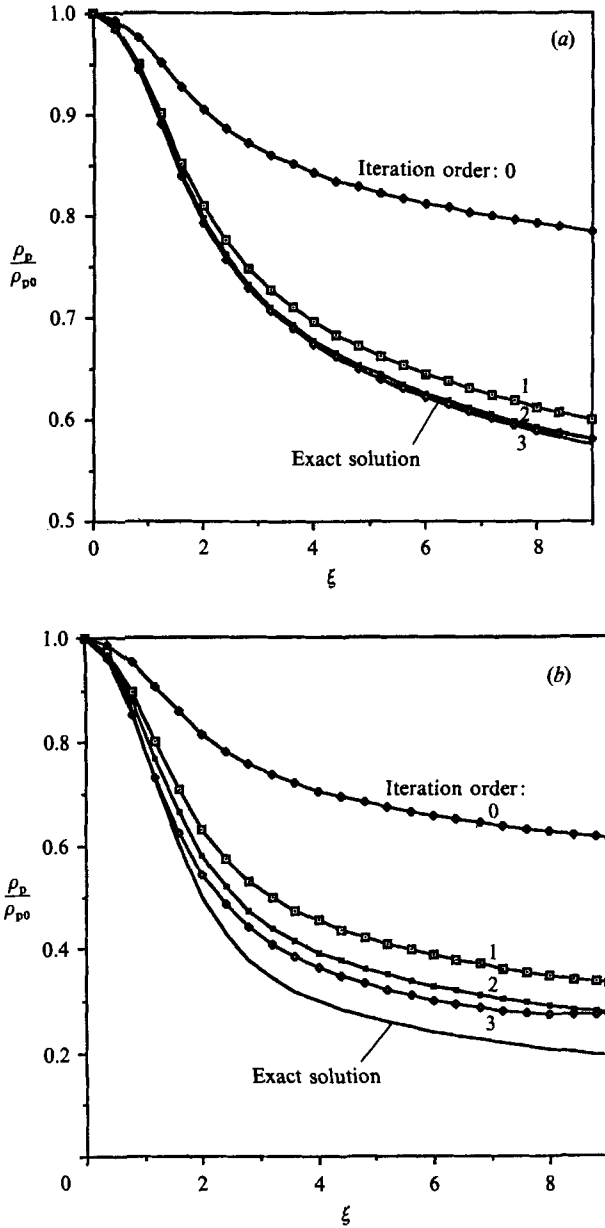 1.0
(a)
0.9
Iteration order: 0
0.8
ρp
ρp0
0.7
1
0.6
2
3
Exact solution
0.5
0
2
4
6
8
ξ
1.0
(b)
0.8
Iteration order:
0
0.6
ρp
ρp0
0.4
1
2
3
0.2
Exact solution
0
2
4
6
8
ξ